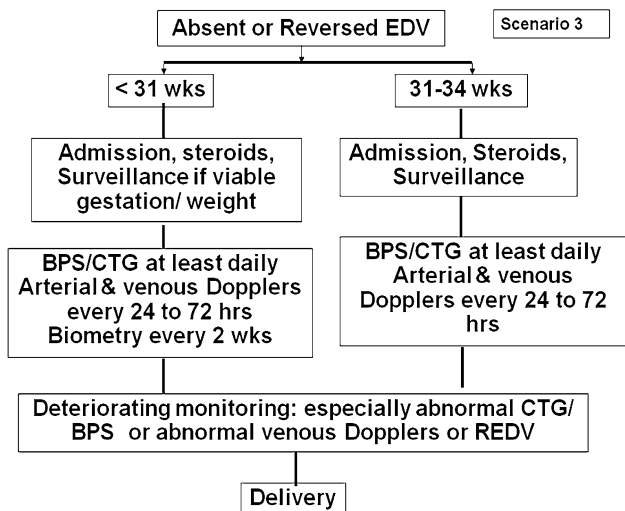 Absent or Reversed EDV
Scenario 3
< 31 wks
31-34 wks
Admission, steroids,
Surveillance if viable
gestation/ weight
Admission, Steroids,
Surveillance
BPS/CTG at least daily
Arterial & venous Dopplers
every 24 to 72 hrs
Biometry every 2 wks
BPS/CTG at least daily
Arterial & venous
Dopplers every 24 to 72
hrs
Deteriorating monitoring: especially abnormal CTG/
BPS or abnormal venous Dopplers or REDV
Delivery